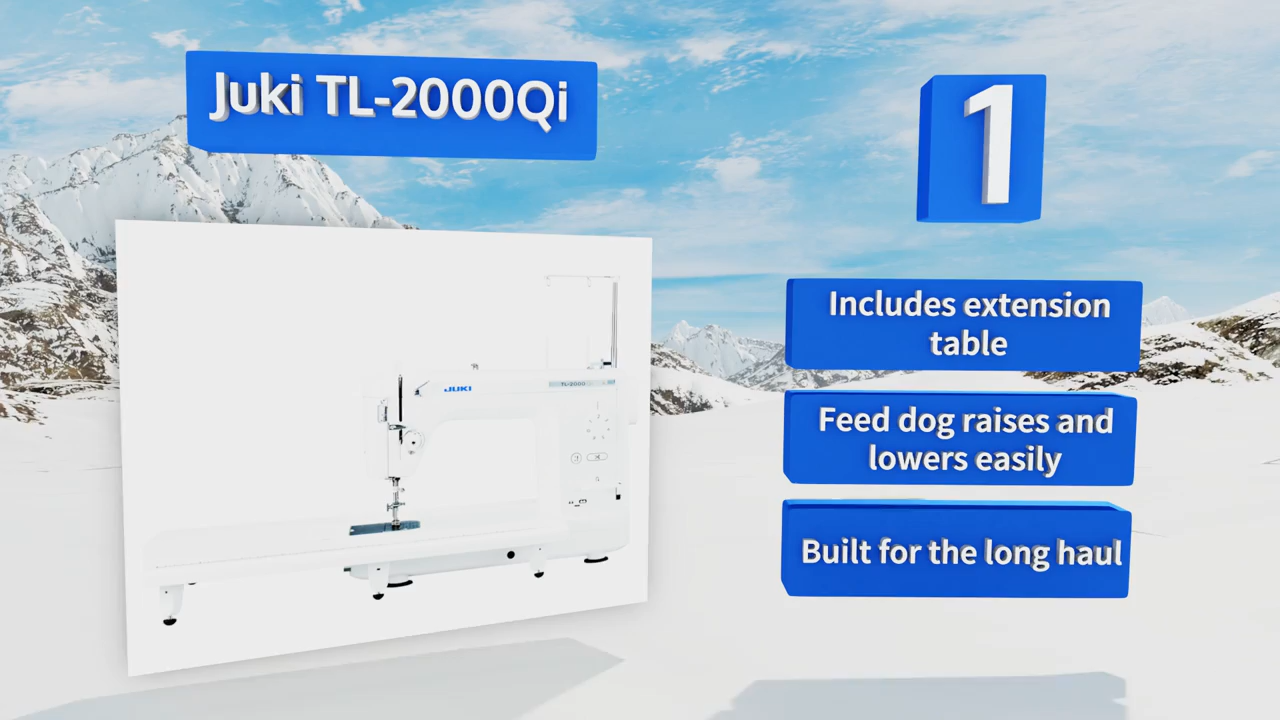 Juki TL-2000Qi
1
Includes extension
table
Feed dog raises and
lowers easily
Built for the long haul
JUKI
TL-2000